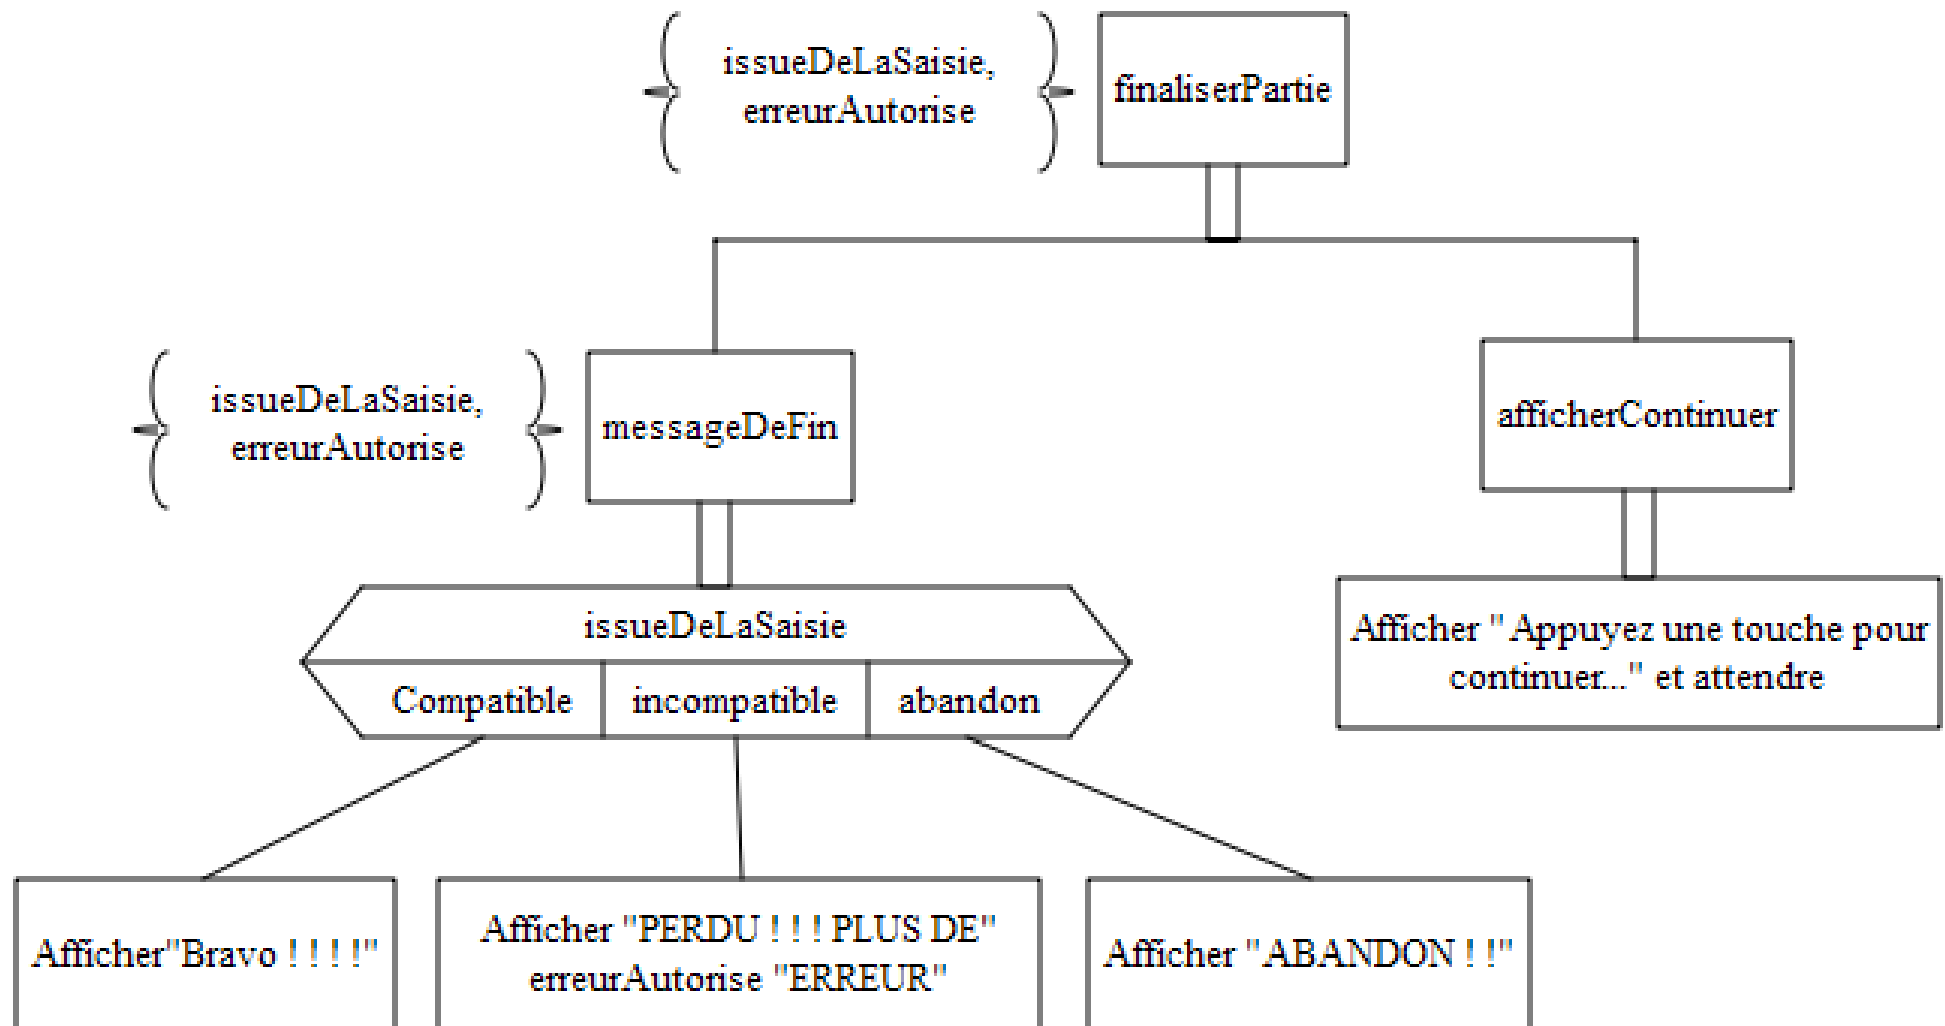 issueDeLaSaisie,
erreurAutorise
finaliserPartie
issueDeLaSaisie,
erreurAutorise
messageDeFin
afficherContinuer
issueDeLaSaisie
Compatible
incompatible
abandon
Afficher " Appuyez une touche pour
continuer..." et attendre
Afficher"Bravo ! ! ! !"
Afficher "PERDU ! ! ! PLUS DE"
erreurAutorise "ERREUR"
Afficher "ABANDON ! !"